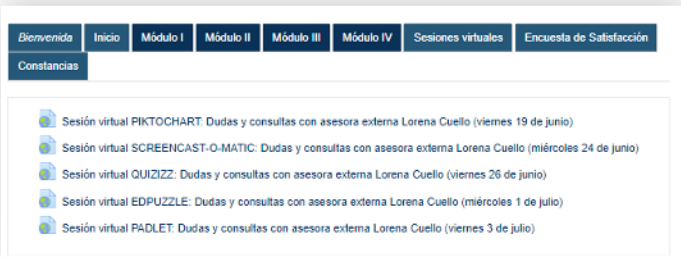 Bienvenida Inicio Módulo I Módulo II Módulo III Módulo IV Sesiones virtuales Encuesta de Satisfacción
Constancias
Sesión virtual PIKTOCHART: Dudas y consultas con asesora externa Lorena Cuello (viernes 19 de junio)
Sesión virtual SCREENCAST-O-MATIC: Dudas y consultas con asesora externa Lorena Cuello (miércoles 24 de junio)
Sesión virtual QUIZIZZ: Dudas y consultas con asesora externa Lorena Cuello (viernes 26 de junio)
Sesión virtual EDPUZZLE: Dudas y consultas con asesora externa Lorena Cuello (miércoles 1 de julio)
Sesión virtual PADLET: Dudas y consultas con asesora externa Lorena Cuello (viernes 3 de julio)